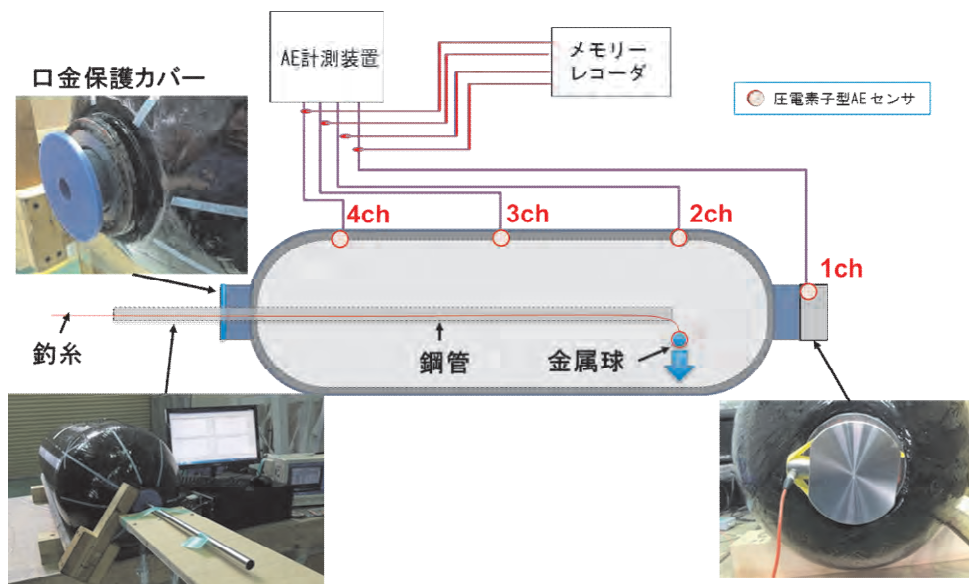 AE計測装置
メモリー
レコーダ
圧電素子型AEセンサ
口金保護カバー
4ch
3ch
2ch
1ch
釣糸
鋼管
金属球